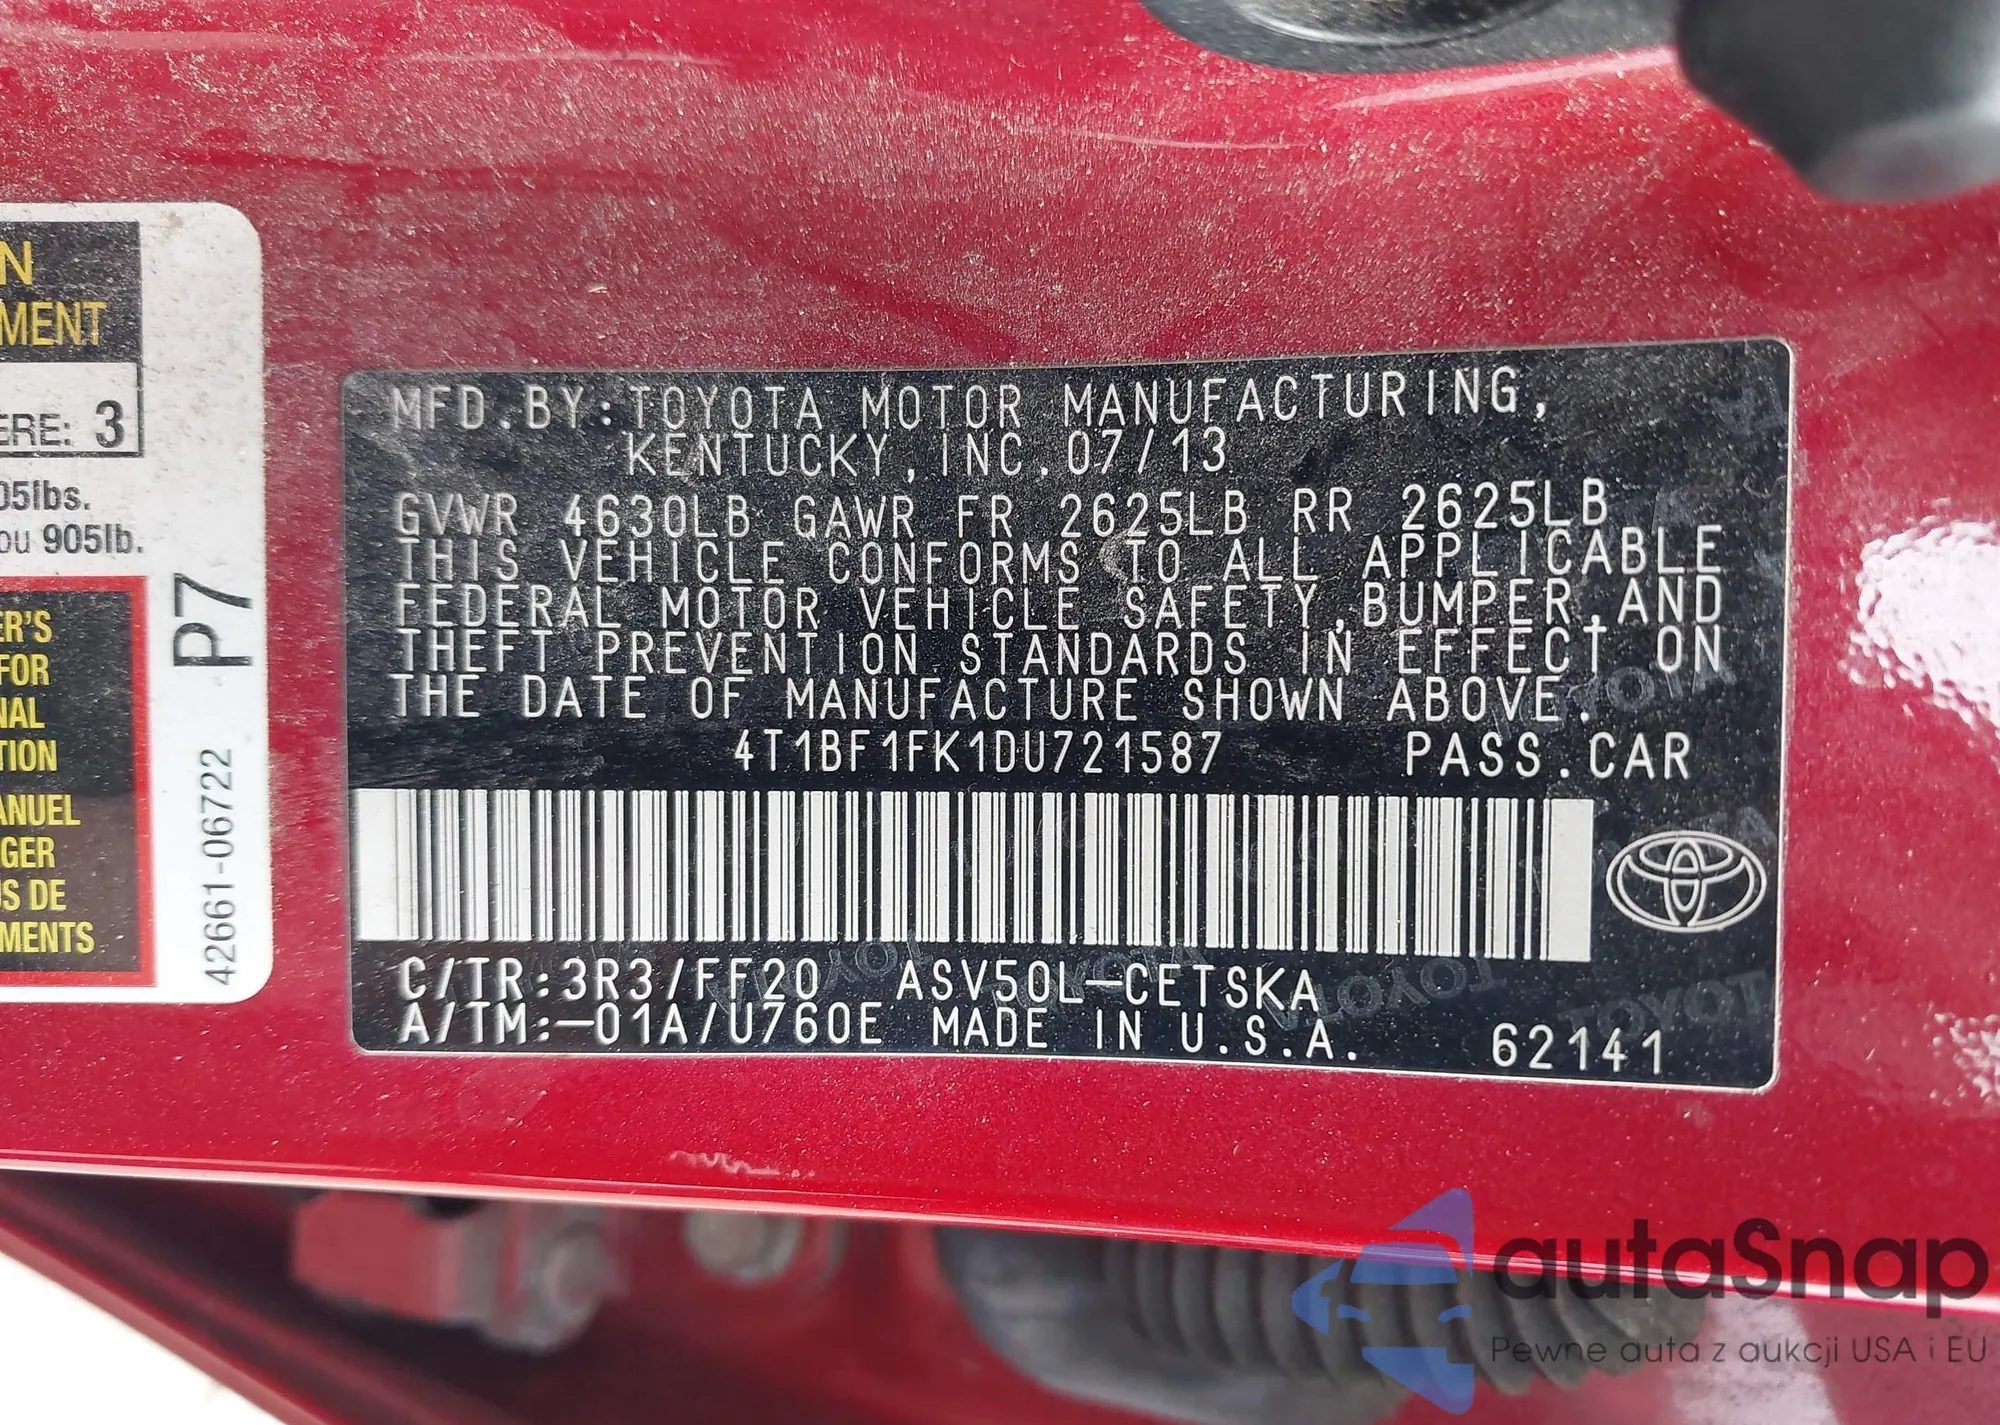 N
MENT
ERE: 3
05lbs.
ou 905lb.
ER'S
FOR
NAL
TION
ANUEL
GER
US DE
MENTS
P7
42661-06722
MFD.BY:TOYOTA MOTOR MANUFACTURING,
KENTUCKY,INC.07/13
GVWR 4630LB GAWR FR 2625LB RR 2625LB
THIS VEHICLE CONFORMS TO ALL APPLICABLE
FEDERAL MOTOR VEHICLE SAFETY,BUMPER,AND
THEFT PREVENTION STANDARDS IN EFFECT ON
THE DATE OF MANUFACTURE SHOWN ABOVE.
4T1BF1FK1DU721587 PASS.CAR
C/TR:3R3/FF20 ASV50L-CETSKA
A/TM:-01A/U760E MADE IN U.S.A. 62141
autaSnap
Pewne auta z aukcji USA i EU